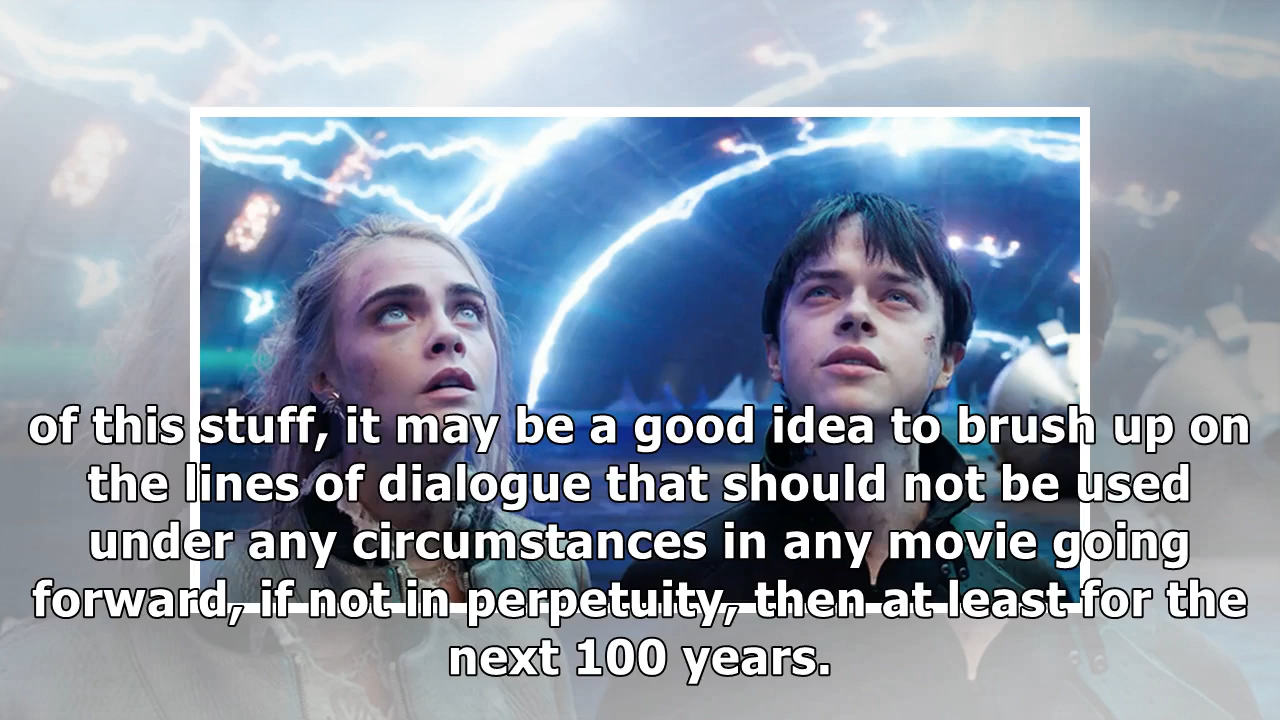 of this stuff, it may be a good idea to brush up on
the lines of dialogue that should not be used
under any circumstances in any movie going
forward, if not in perpetuity, then at least for the
next 100 years.